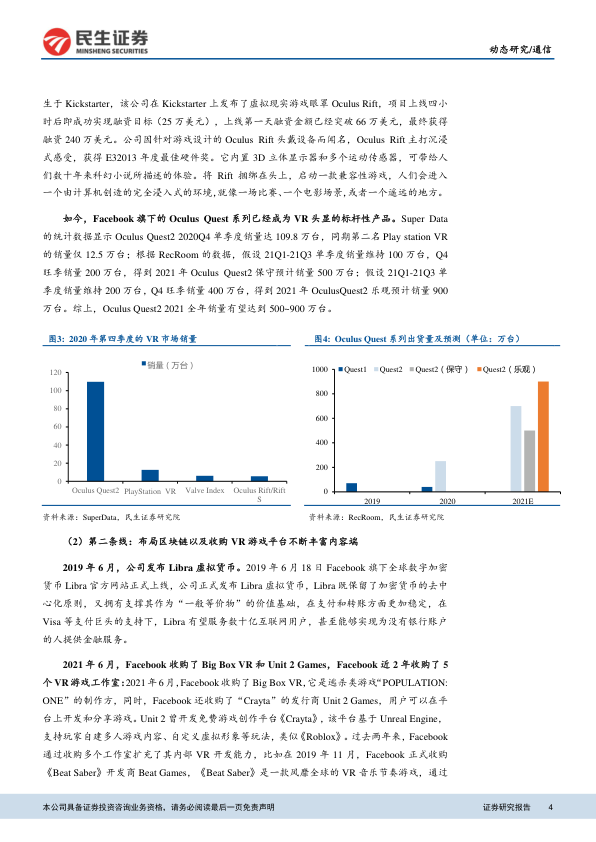 民生证券
MINSHENG SECURITIES
动态研究/通信
生于 Kickstarter，该公司在 Kickstarter 上发布了虚拟现实游戏眼罩 Oculus Rift，项目上线四小
时后即成功实现融资目标（25 万美元），上线第一天融资金额已经突破 66 万美元，最终获得
融资 240 万美元。公司因针对游戏设计的 Oculus Rift 头戴设备而闻名，Oculus Rift 主打沉浸
式感受，获得 E32013 年度最佳硬件奖。它内置 3D 立体显示器和多个运动传感器，可带给人
们数十年来科幻小说所描述的体验。将 Rift 捆绑在头上，启动一款兼容性游戏，人们会进入
一个由计算机创造的完全浸入式的环境，就像一场比赛、一个电影场景，或者一个遥远的地方。
如今，Facebook 旗下的 Oculus Quest 系列已经成为 VR 头显的标杆性产品。Super Data
的统计数据显示 Oculus Quest2 2020Q4 单季度销量达 109.8 万台，同期第二名 Play station VR
的销量仅 12.5 万台；根据 RecRoom 的数据，假设 21Q1-21Q3 单季度销量维持 100 万台，Q4
旺季销量 200 万台，得到 2021 年 Oculus Quest2 保守预计销量 500 万台；假设 21Q1-21Q3 单
季度销量维持 200 万台，Q4 旺季销量 400 万台，得到 2021 年 OculusQuest2 乐观预计销量 900
万台。综上，Oculus Quest2 2021 全年销量有望达到 500~900 万台。
图3: 2020 年第四季度的 VR 市场销量
销量（万台）
120
100
80
60
40
20
0
Oculus Quest2 PlayStation VR Valve Index Oculus Rift/Rift
S
资料来源：SuperData，民生证券研究院
图4: Oculus Quest 系列出货量及预测（单位：万台）
Quest1 Quest2 Quest2（保守） Quest2（乐观）
1000
800
600
400
200
0
2019 2020 2021E
资料来源：RecRoom，民生证券研究院
（2）第二条线：布局区块链以及收购 VR 游戏平台不断丰富内容端
2019 年 6 月，公司发布 Libra 虚拟货币。2019 年 6 月 18 日 Facebook 旗下全球数字加密
货币 Libra 官方网站正式上线，公司正式发布 Libra 虚拟货币，Libra 既保留了加密货币的去中
心化原则，又拥有支撑其作为“一般等价物”的价值基础，在支付和转账方面更加稳定，在
Visa 等支付巨头的支持下，Libra 有望服务数十亿互联网用户，甚至能够实现为没有银行账户
的人提供金融服务。
2021 年 6 月，Facebook 收购了 Big Box VR 和 Unit 2 Games，Facebook 近 2 年收购了 5
个 VR 游戏工作室：2021 年 6 月，Facebook 收购了 Big Box VR，它是逃杀类游戏“POPULATION:
ONE”的制作方，同时，Facebook 还收购了“Crayta”的发行商 Unit 2 Games，用户可以在平
台上开发和分享游戏。Unit 2 曾开发免费游戏创作平台《Crayta》，该平台基于 Unreal Engine，
支持玩家自建多人游戏内容、自定义虚拟形象等玩法，类似《Roblox》。过去两年来，Facebook
通过收购多个工作室扩充了其内部 VR 开发能力，比如在 2019 年 11 月，Facebook 正式收购
《Beat Saber》开发商 Beat Games，《Beat Saber》是一款风靡全球的 VR 音乐节奏游戏，通过
本公司具备证券投资咨询业务资格，请务必阅读最后一页免责声明
证券研究报告 4